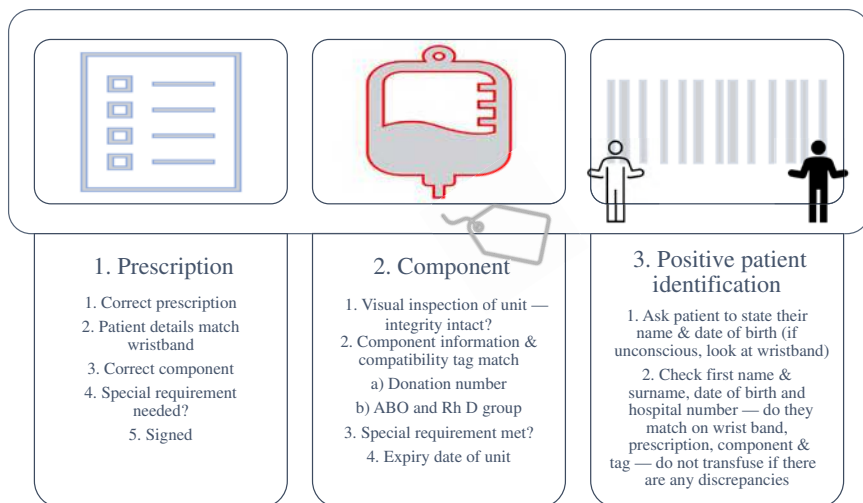 1. Prescription
1. Correct prescription
2. Patient details match
wristband
3. Correct component
4. Special requirement
needed?
5. Signed
2. Component
1. Visual inspection of unit —
integrity intact?
2. Component information &
compatibility tag match
a) Donation number
b) ABO and Rh D group
3. Special requirement met?
4. Expiry date of unit
3. Positive patient
identification
1. Ask patient to state their
name & date of birth (if
unconscious, look at wristband)
2. Check first name &
surname, date of birth and
hospital number — do they
match on wrist band,
prescription, component &
tag — do not transfuse if there
are any discrepancies